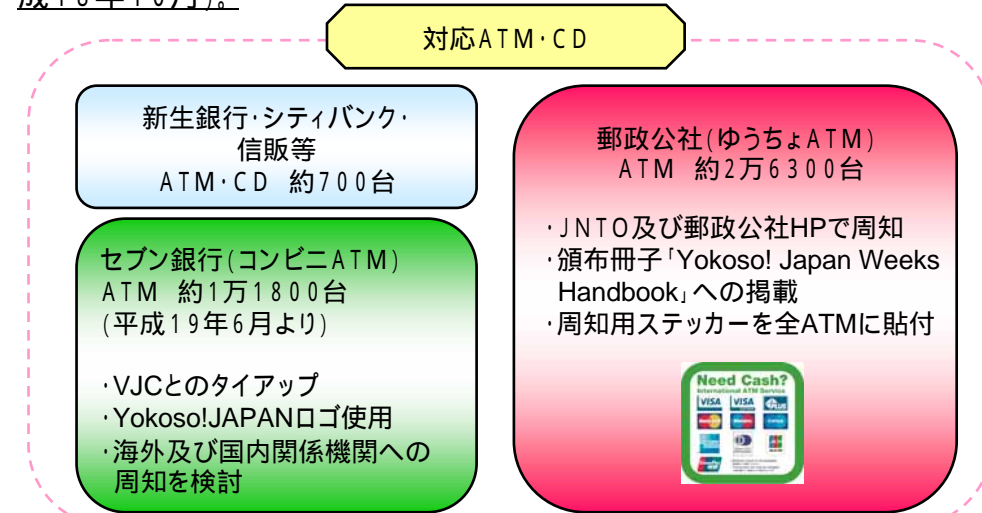 成18年10月)。
対応ATM・CD
新生銀行・シティバンク・
信販等
ATM・CD 約700台
セブン銀行(コンビニATM)
ATM 約1万1800台
(平成19年6月より)
・VJCとのタイアップ
・Yokoso!JAPANロゴ使用
・海外及び国内関係機関への
周知を検討
郵政公社(ゆうちょATM)
ATM 約2万6300台
・JNTO及び郵政公社HPで周知
・頒布冊子「Yokoso! Japan Weeks
Handbook」への掲載
・周知用ステッカーを全ATMに貼付
Need Cash?
International ATM Service
VISA VISA PLUS